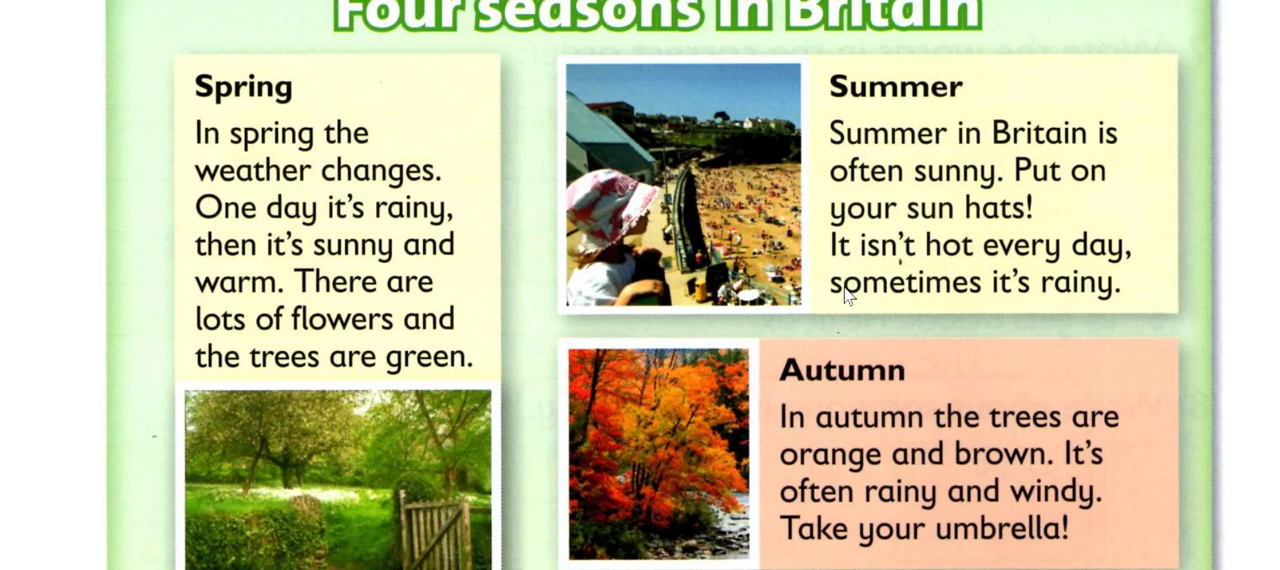 Four seasons in Britain
Spring
In spring the
weather changes.
One day it's rainy,
then it's sunny and
warm. There are
lots of flowers and
the trees are green.
Summer
Summer in Britain is
often sunny. Put on
your sun hats!
It isn't hot every day,
sometimes it's rainy.
Autumn
In autumn the trees are
orange and brown. It's
often rainy and windy.
Take your umbrella!